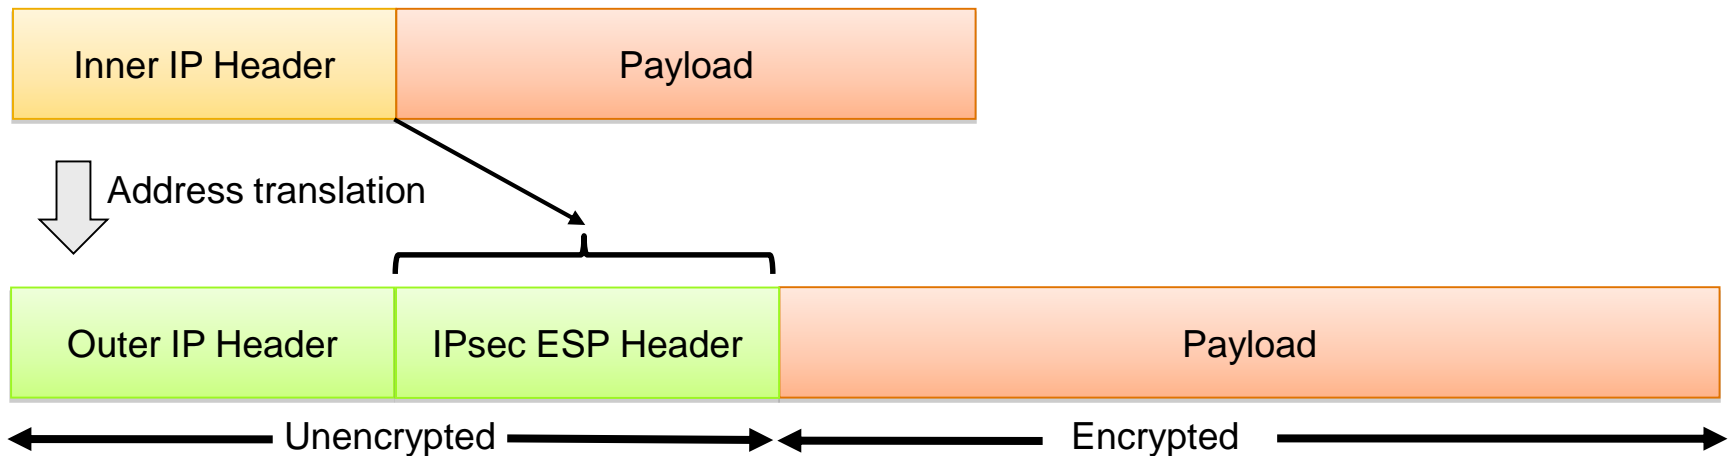 Inner IP Header
Payload
Address translation
Outer IP Header
IPsec ESP Header
Payload
Unencrypted
Encrypted